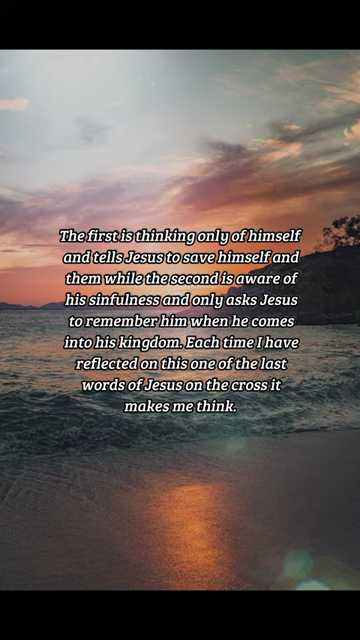 The first is thinking only of himself
and tells Jesus to save himself and
them while the second is aware of
his sinfulness and only asks Jesus
to remember him when he comes
into his kingdom. Each time I have
reflected on this one of the last
words of Jesus on the cross it
makes me think.